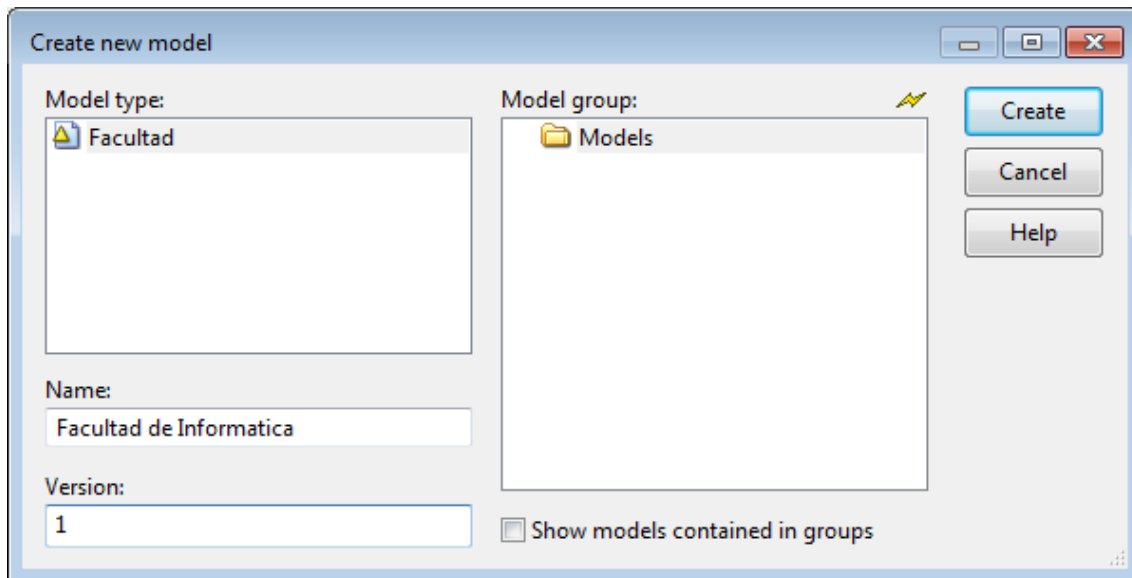 Create new model
Model type:
Facultad
Name:
Facultad de Informatica
Version:
1
Model group:
Models
Show models contained in groups
Create
Cancel
Help